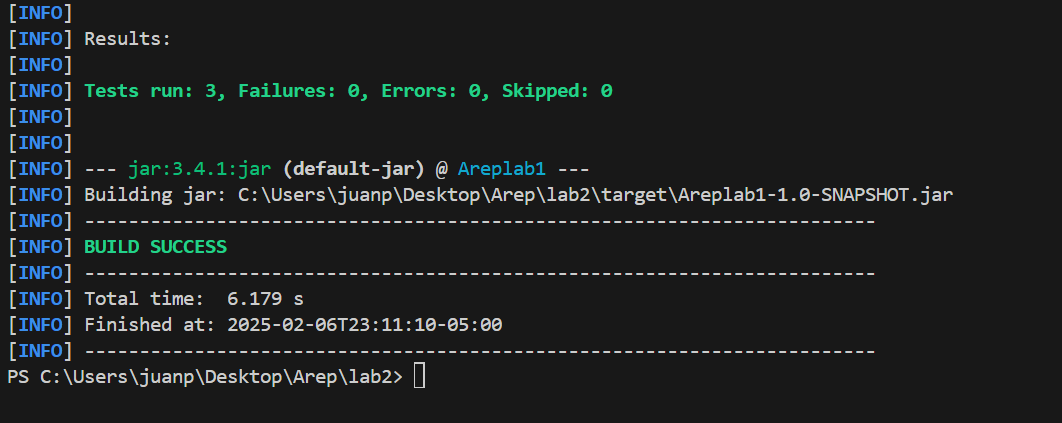 [INFO]
[INFO] Results:
[INFO]
[INFO] Tests run: 3, Failures: 0, Errors: 0, Skipped: 0
[INFO]
[INFO]
[INFO] --- jar:3.4.1:jar (default-jar) @ Areplab1 ---
[INFO] Building jar: C:\Users\juanp\Desktop\Arep\lab2\target\Areplab1-1.0-SNAPSHOT.jar
[INFO] ------------------------------------------------------------------------
[INFO] BUILD SUCCESS
[INFO] ------------------------------------------------------------------------
[INFO] Total time:  6.179 s
[INFO] Finished at: 2025-02-06T23:11:10-05:00
[INFO] ------------------------------------------------------------------------
PS C:\Users\juanp\Desktop\Arep\lab2>